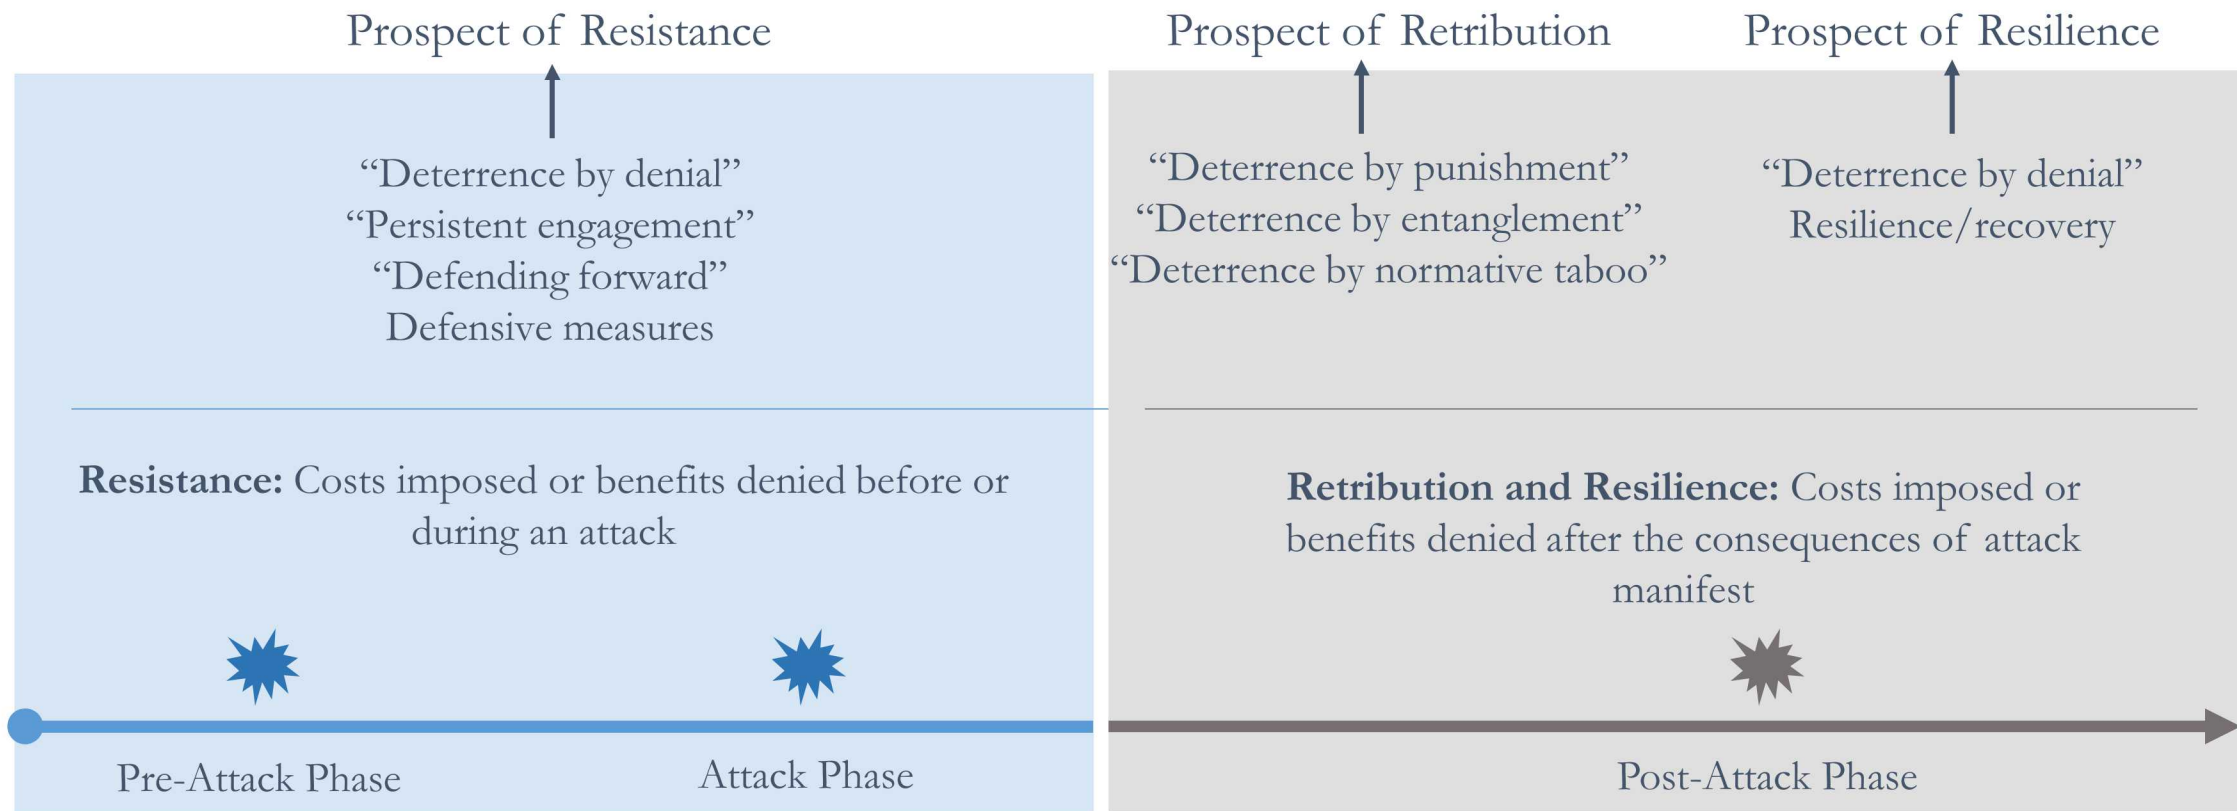 Prospect of Resistance
“Deterrence by denial”
“Persistent engagement”
“Defending forward”
Defensive measures
Resistance: Costs imposed or benefits denied before or
during an attack
Pre-Attack Phase
Attack Phase
Prospect of Retribution
“Deterrence by punishment”
“Deterrence by entanglement”
“Deterrence by normative taboo”
Prospect of Resilience
“Deterrence by denial”
Resilience/recovery
Retribution and Resilience: Costs imposed or
benefits denied after the consequences of attack
manifest
Post-Attack Phase